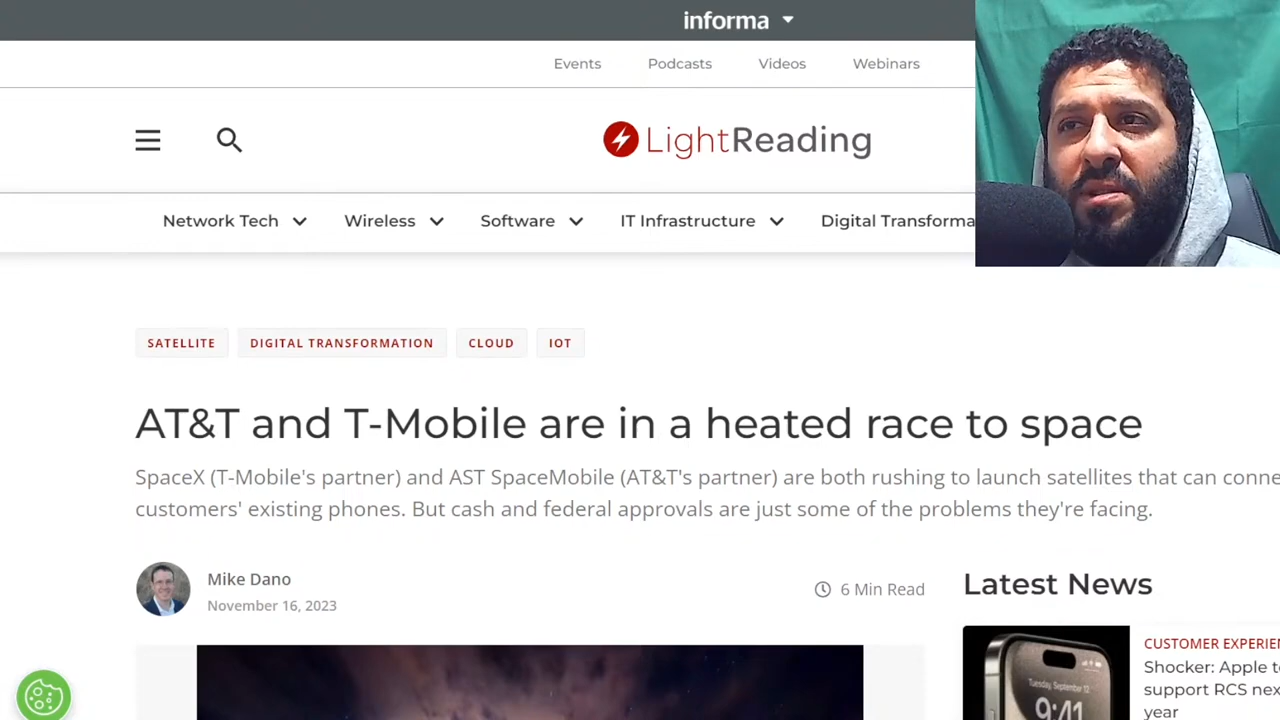 informa
Events Podcasts Videos Webinars
LightReading
Network Tech Wireless Software IT Infrastructure Digital Transforma
SATELLITE DIGITAL TRANSFORMATION CLOUD IOT
AT&T and T-Mobile are in a heated race to space
SpaceX (T-Mobile's partner) and AST SpaceMobile (AT&T's partner) are both rushing to launch satellites that can conne
customers' existing phones. But cash and federal approvals are just some of the problems they're facing.
Mike Dano
November 16, 2023
6 Min Read
Latest News
Tuesday, September 12
9:41
CUSTOMER EXPERIEN
Shocker: Apple to
support RCS nex
year